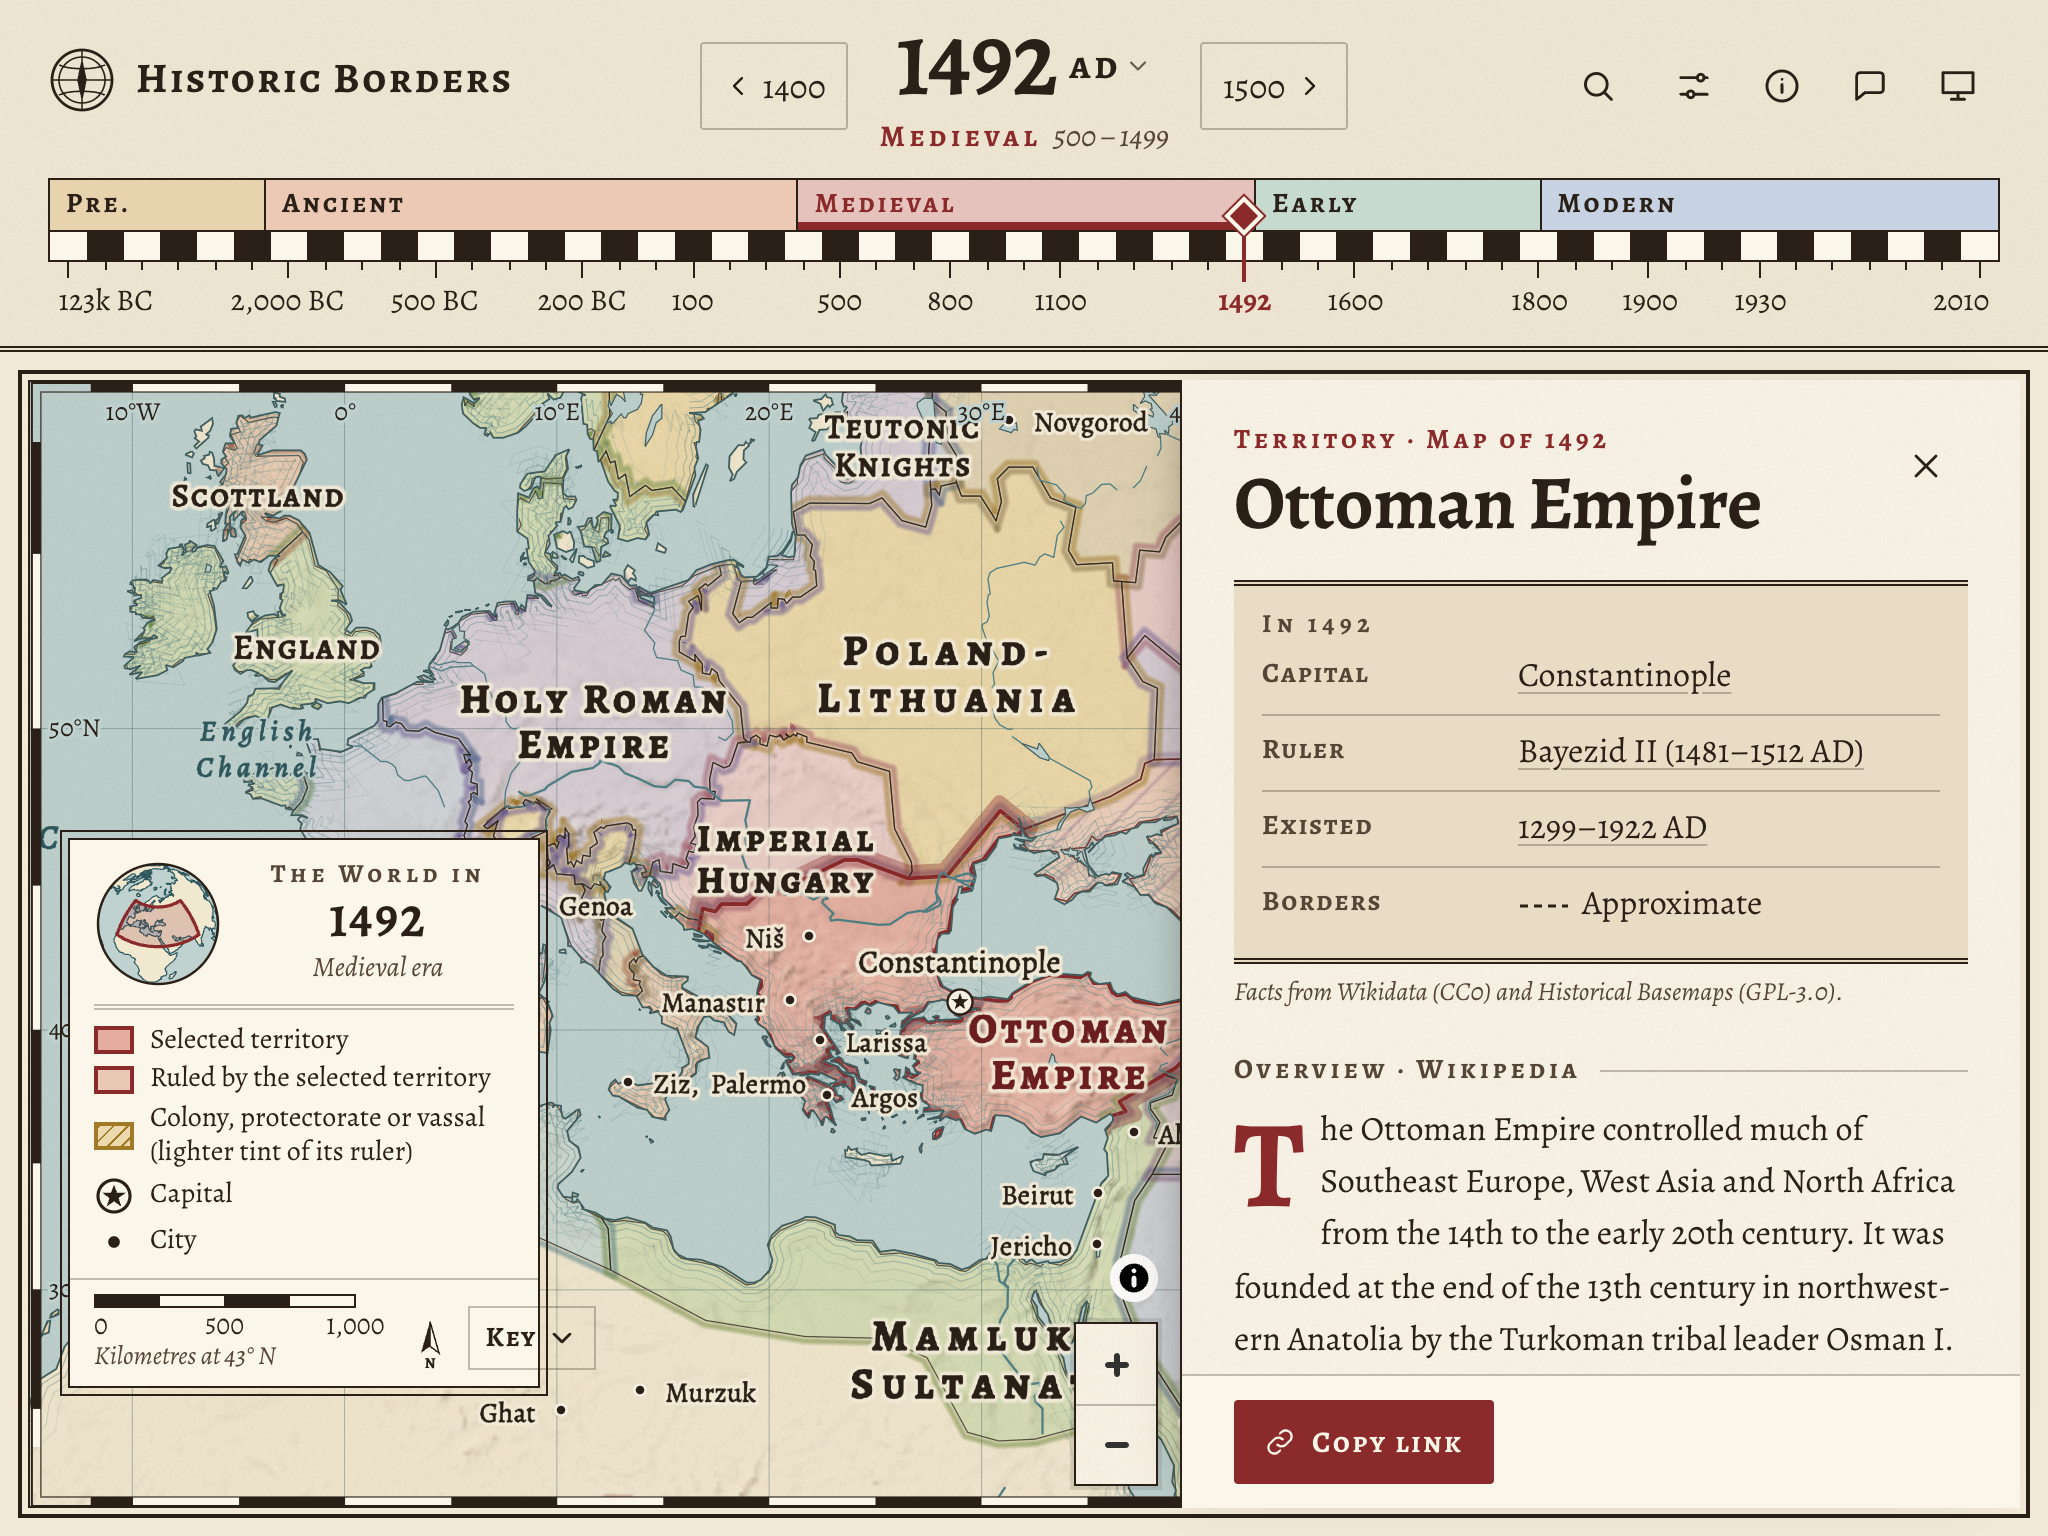 Historic Borders
1400
1492 AD
1500
Medieval 500–1499
Pre.
Ancient
Medieval
Early
Modern
123k BC
2,000 BC
500 BC
200 BC
100
500
800
1100
1492
1600
1800
1900
1930
2010
10°W
0°
10°E
20°E
30°E
4
50°N
40
30
Teutonic
Knights
Novgorod
Scottland
England
English
Channel
Holy Roman
Empire
Poland-
Lithuania
Imperial
Hungary
C
Genoa
Niš
Constantinople
Manastır
Ottoman
Empire
Larissa
Ziz, Palermo
Argos
Al
Beirut
Jericho
Mamluk
Sultanat
Murzuk
Ghat
The World in
1492
Medieval era
Selected territory
Ruled by the selected territory
Colony, protectorate or vassal
(lighter tint of its ruler)
Capital
City
0 500 1,000
Kilometres at 43° N
N
Key
+
−
Territory · Map of 1492
Ottoman Empire
In 1492
Capital Constantinople
Ruler Bayezid II (1481–1512 AD)
Existed 1299–1922 AD
Borders Approximate
Facts from Wikidata (CC0) and Historical Basemaps (GPL-3.0).
Overview · Wikipedia
The Ottoman Empire controlled much of
Southeast Europe, West Asia and North Africa
from the 14th to the early 20th century. It was
founded at the end of the 13th century in northwest-
ern Anatolia by the Turkoman tribal leader Osman I.
Copy link